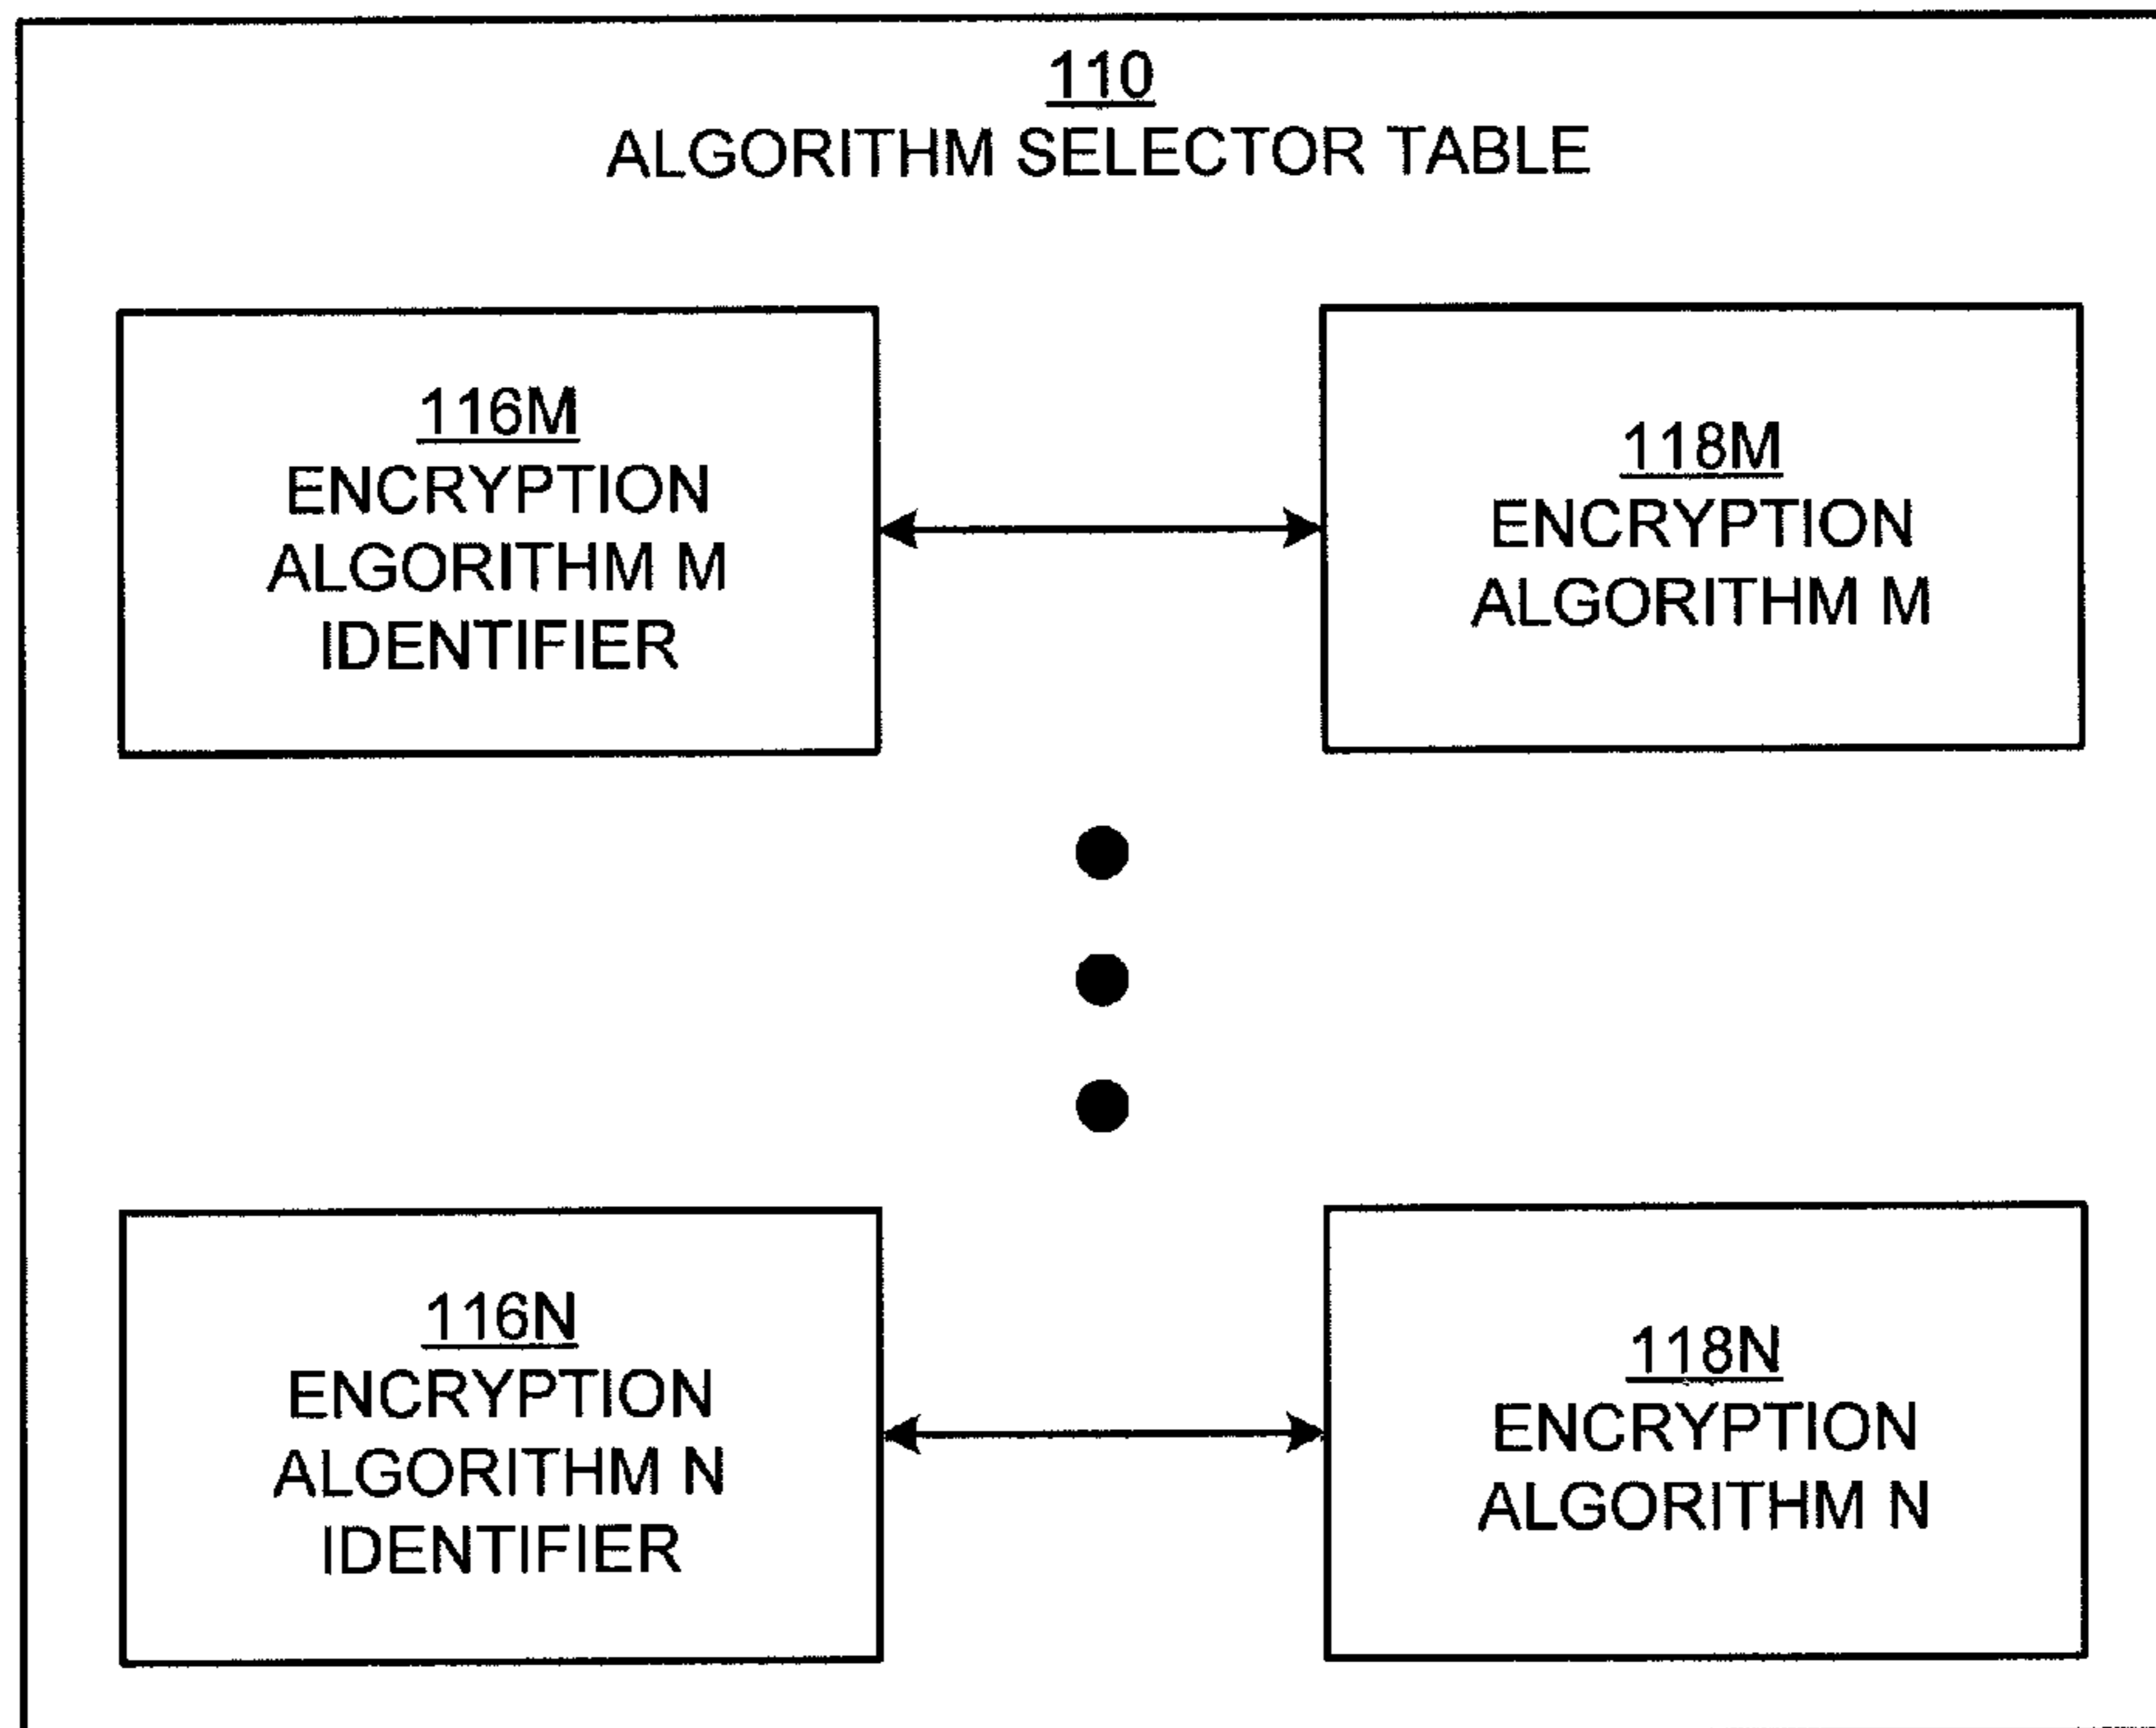 110
ALGORITHM SELECTOR TABLE
116M
ENCRYPTION
ALGORITHM M
IDENTIFIER
118M
ENCRYPTION
ALGORITHM M
116N
ENCRYPTION
ALGORITHM N
IDENTIFIER
118N
ENCRYPTION
ALGORITHM N